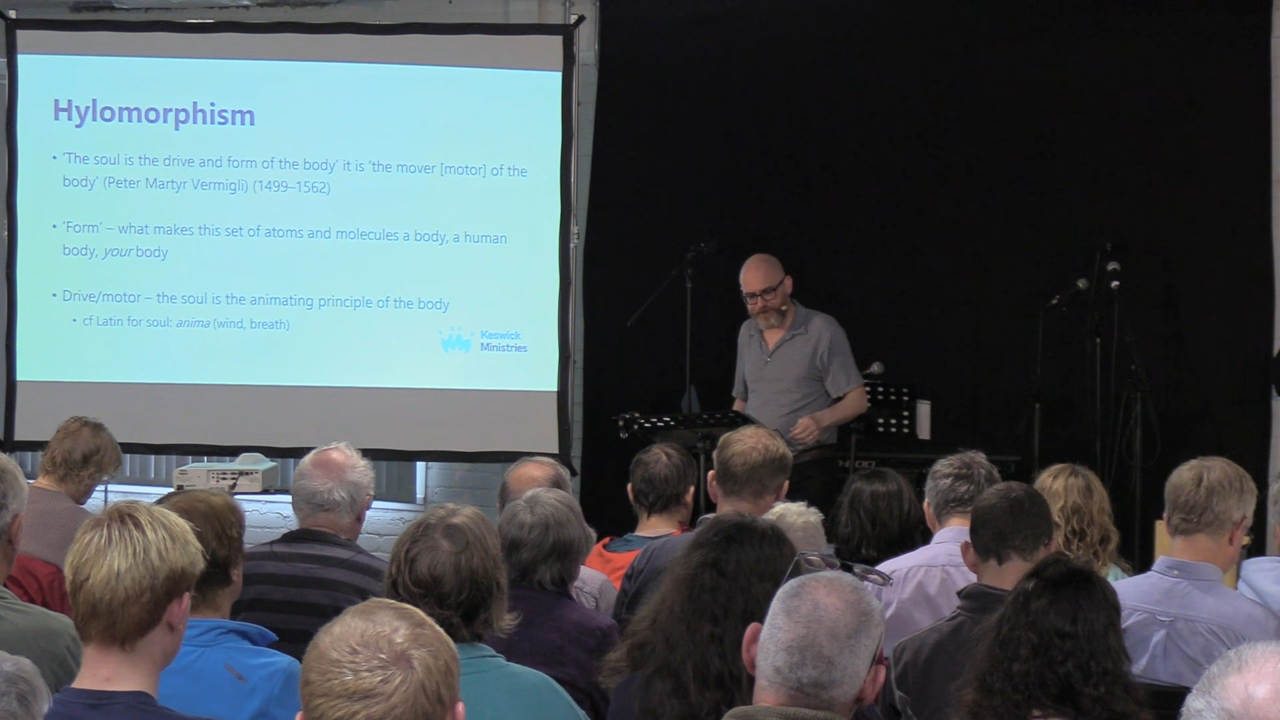 Hylomorphism
• 'The soul is the drive and form of the body' it is 'the mover [motor] of the
body' (Peter Martyr Vermigli) (1499–1562)
• 'Form' – what makes this set of atoms and molecules a body, a human
body, your body
• Drive/motor – the soul is the animating principle of the body
• cf Latin for soul: anima (wind, breath)
Keswick
Ministries